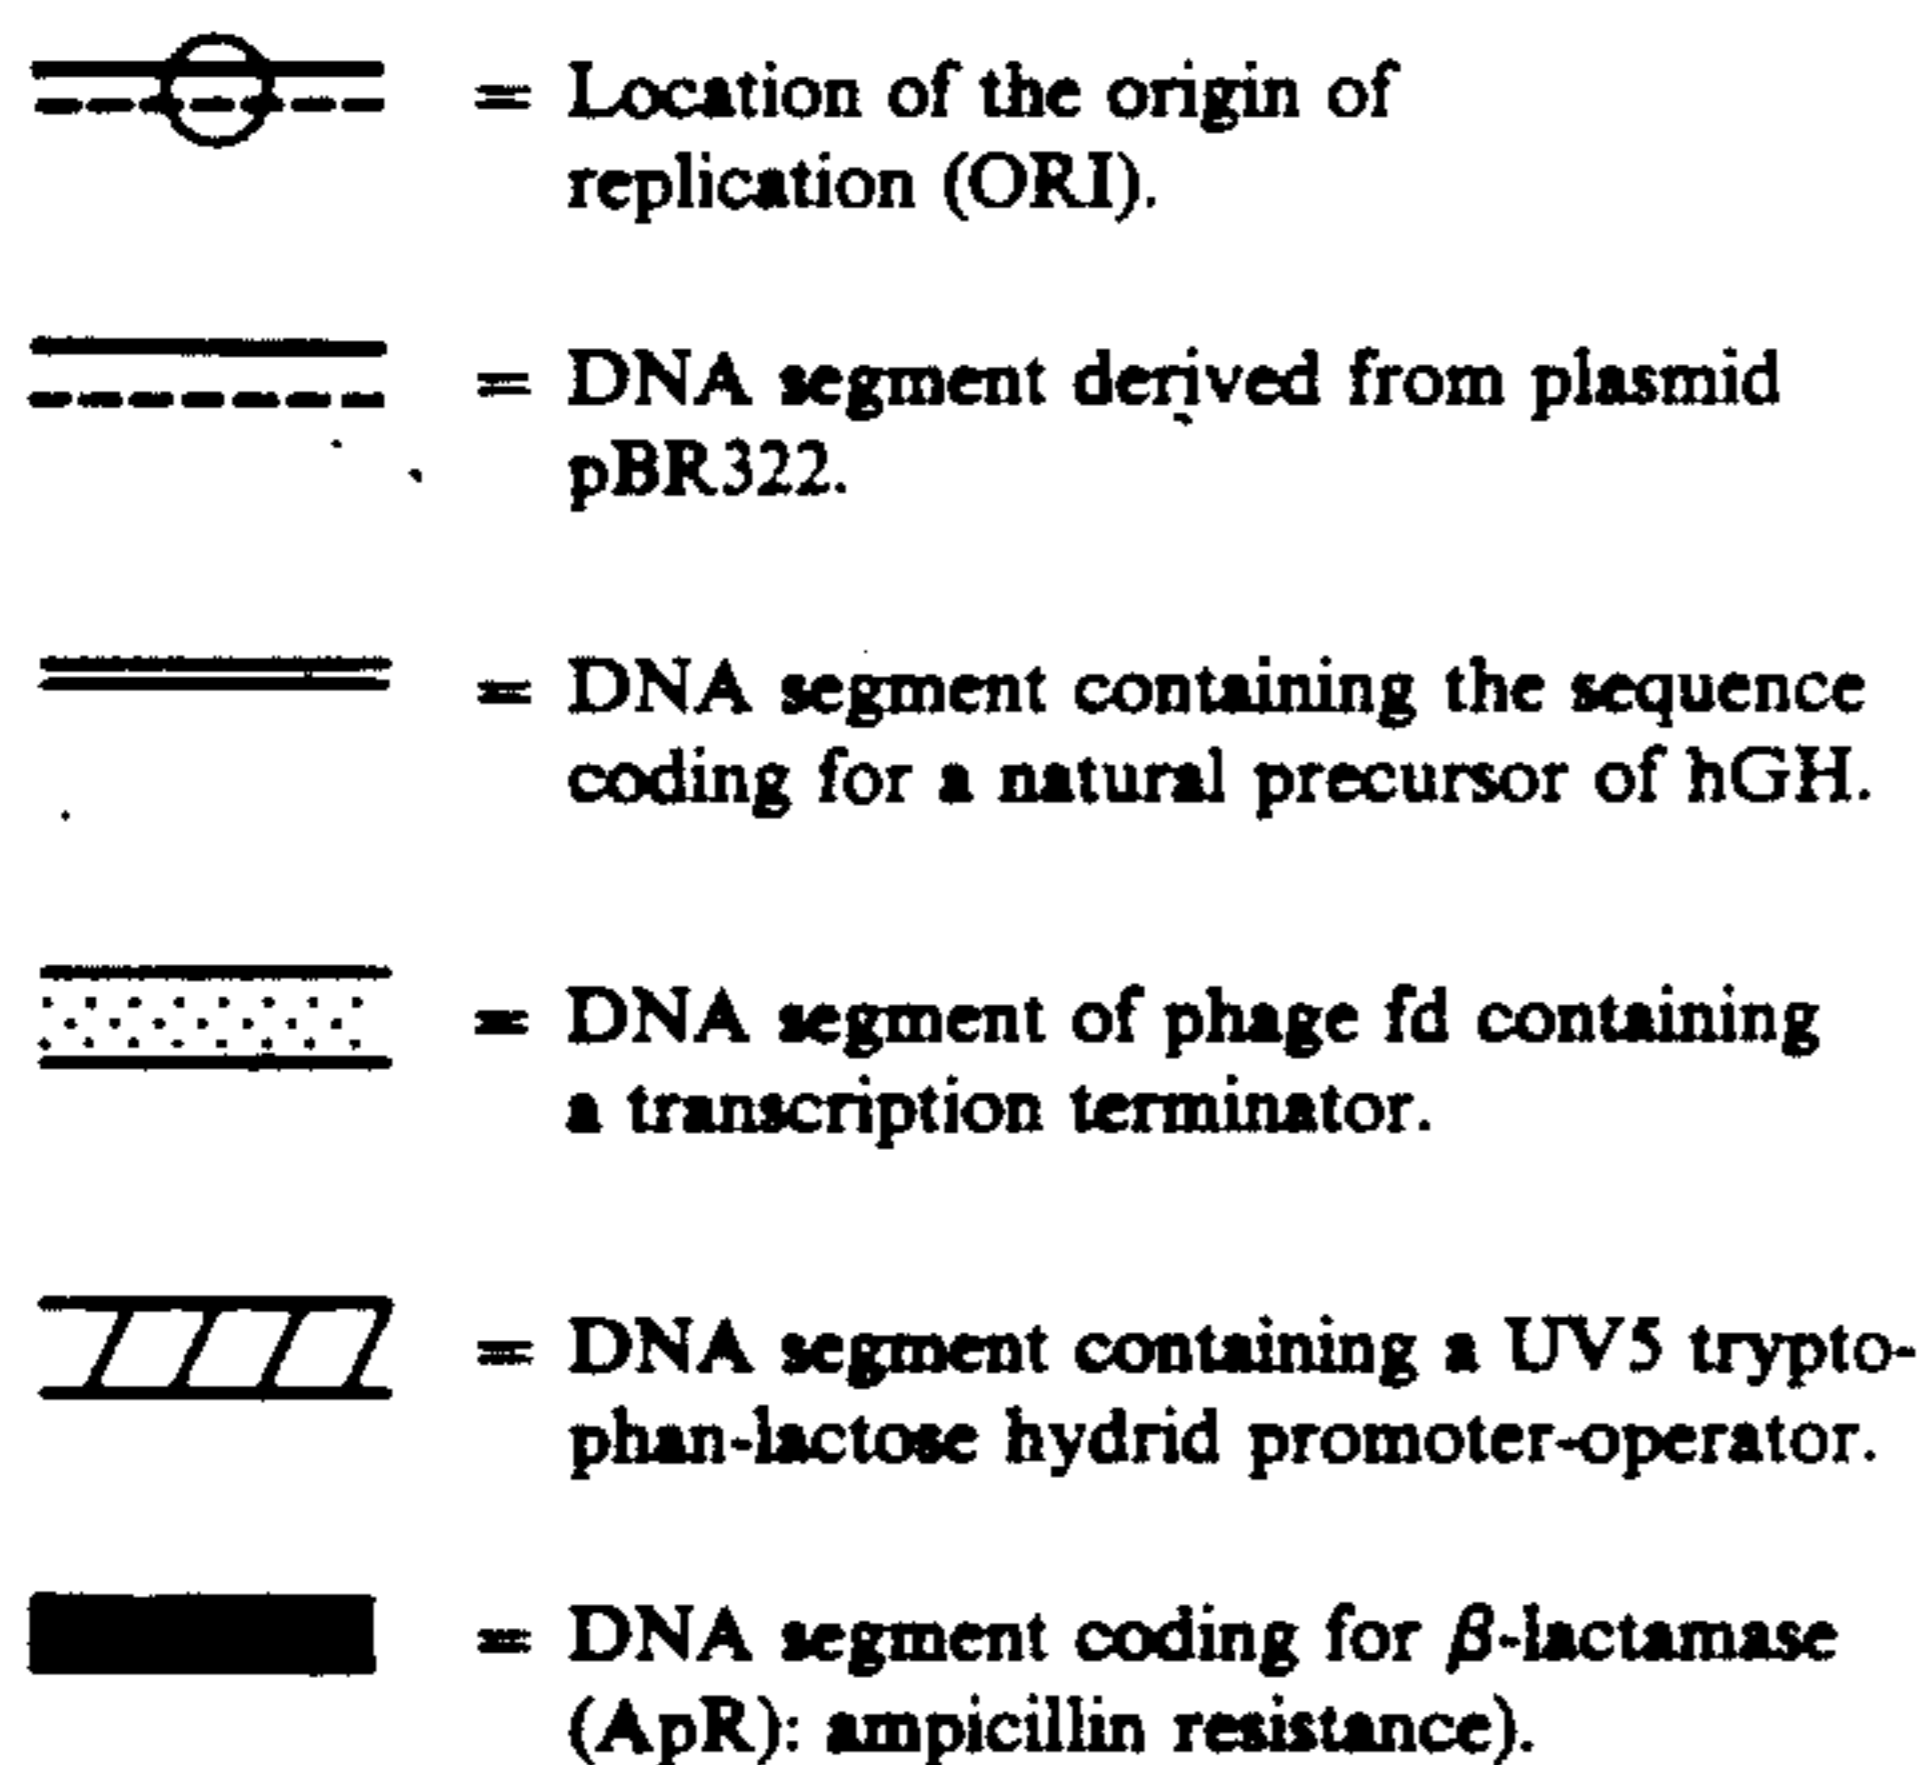 = Location of the origin of
replication (ORI).
= DNA segment derived from plasmid
pBR322.
= DNA segment containing the sequence
coding for a natural precursor of hGH.
= DNA segment of phage fd containing
a transcription terminator.
= DNA segment containing a UV5 trypto-
phan-lactose hydrid promoter-operator.
= DNA segment coding for β-lactamase
(ApR): ampicillin resistance).